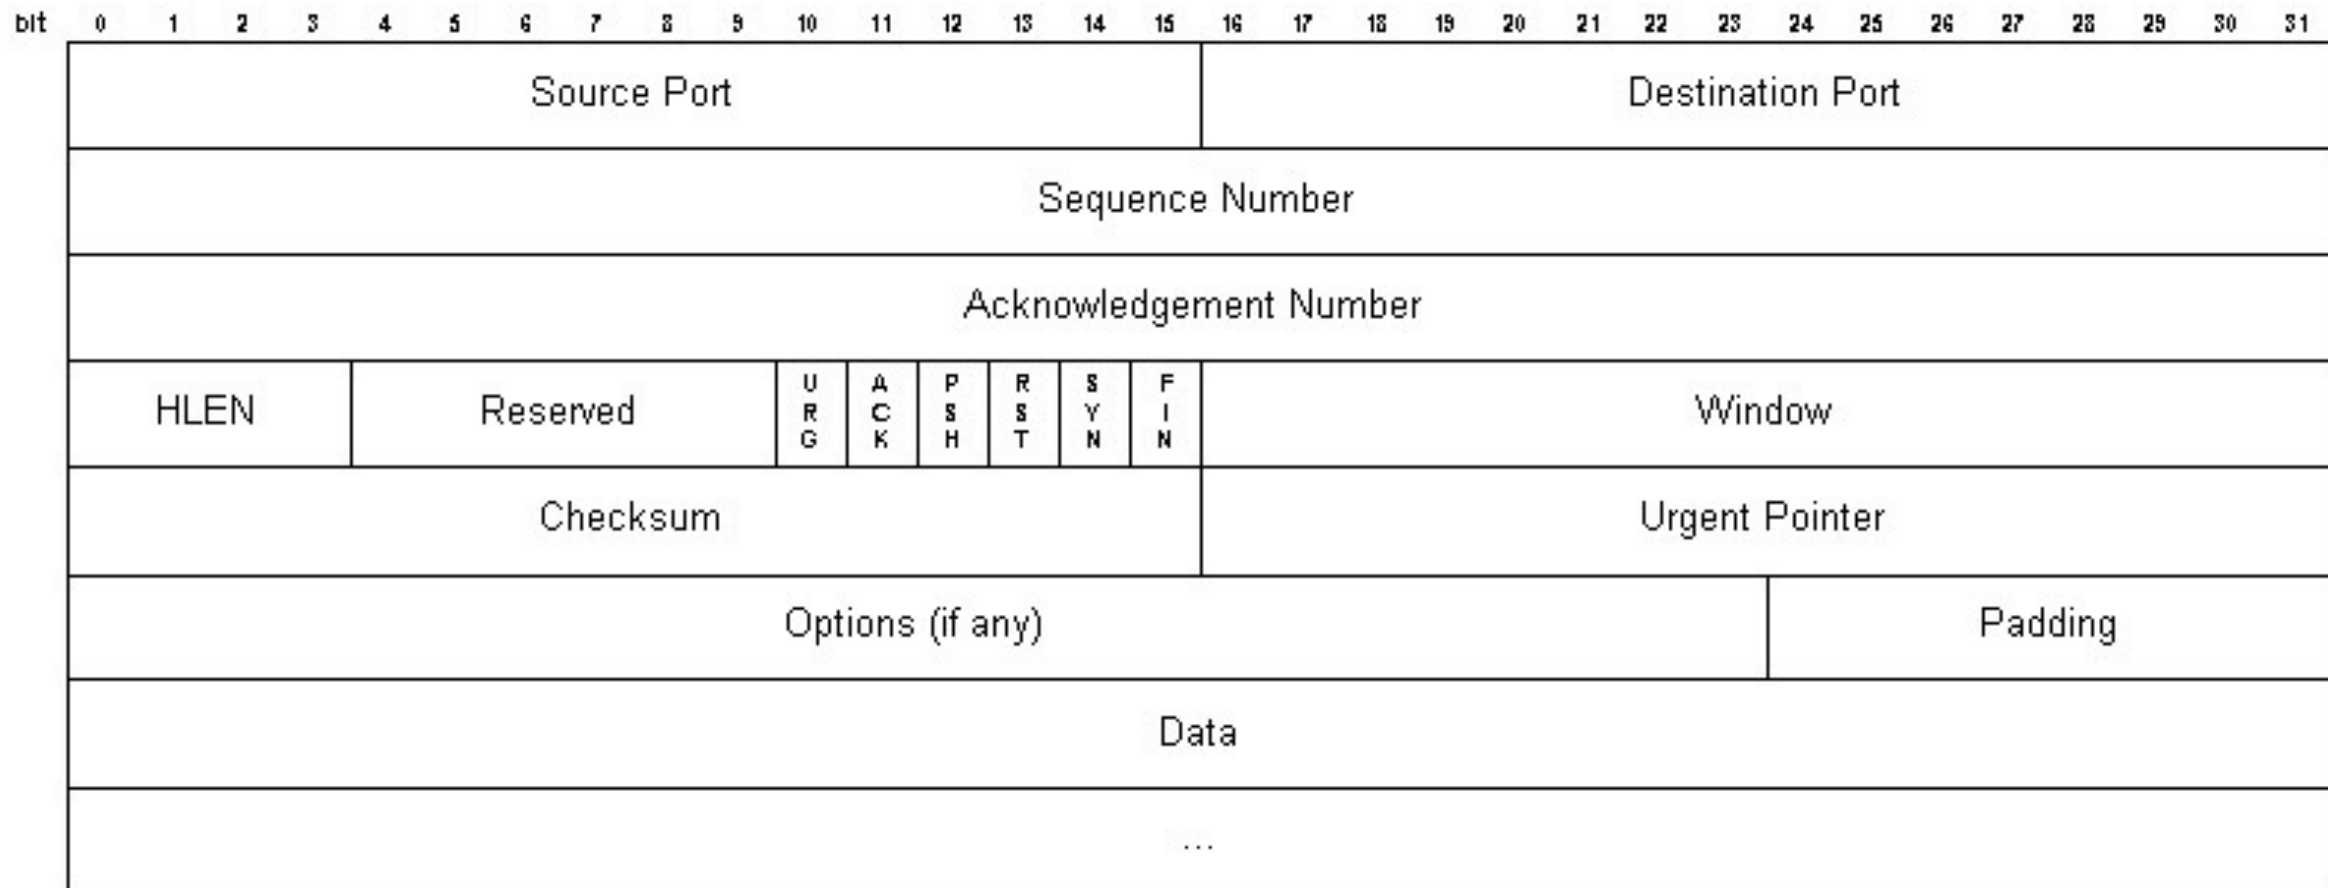 bit 0 1 2 3 4 5 6 7 8 9 10 11 12 13 14 15 16 17 18 19 20 21 22 23 24 25 26 27 28 29 30 31
Source Port Destination Port
Sequence Number
Acknowledgement Number
HLEN Reserved URG ACK PSH RST SYN FIN Window
Checksum Urgent Pointer
Options (if any) Padding
Data
...